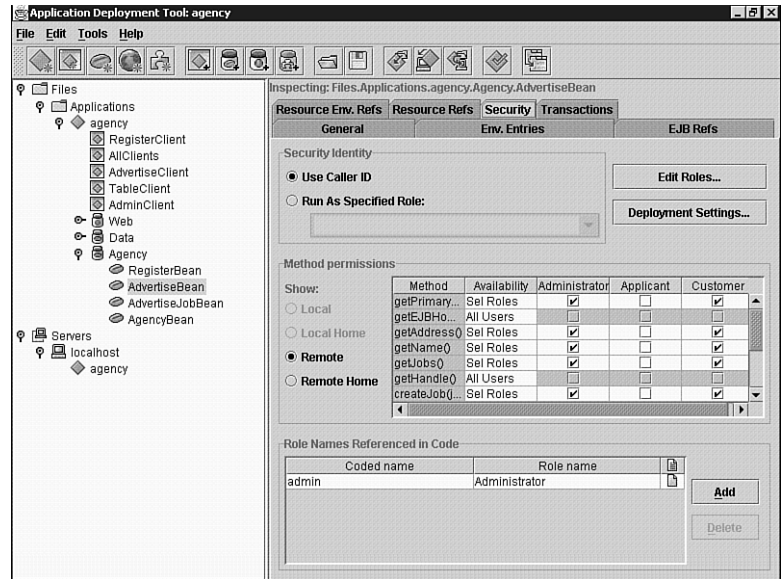 Application Deployment Tool: agency
File Edit Tools Help
Files
Applications
agency
RegisterClient
AllClients
AdvertiseClient
TableClient
AdminClient
Web
Data
Agency
RegisterBean
AdvertiseBean
AdvertiseJobBean
AgencyBean
Servers
localhost
agency
Inspecting: Files.Applications.agency.Agency.AdvertiseBean
Resource Env. Refs Resource Refs Security Transactions
General Env. Entries EJB Refs
Security Identity
Use Caller ID
Run As Specified Role:
Edit Roles...
Deployment Settings...
Method permissions
Show:
Local
Local Home
Remote
Remote Home
Method Availability Administrator Applicant Customer
getPrimary... Sel Roles
getEJBHo... All Users
getAddress() Sel Roles
getName() Sel Roles
getJobs() Sel Roles
getHandle() All Users
createJob(j... Sel Roles
Role Names Referenced in Code
Coded name Role name
admin Administrator
Add
Delete